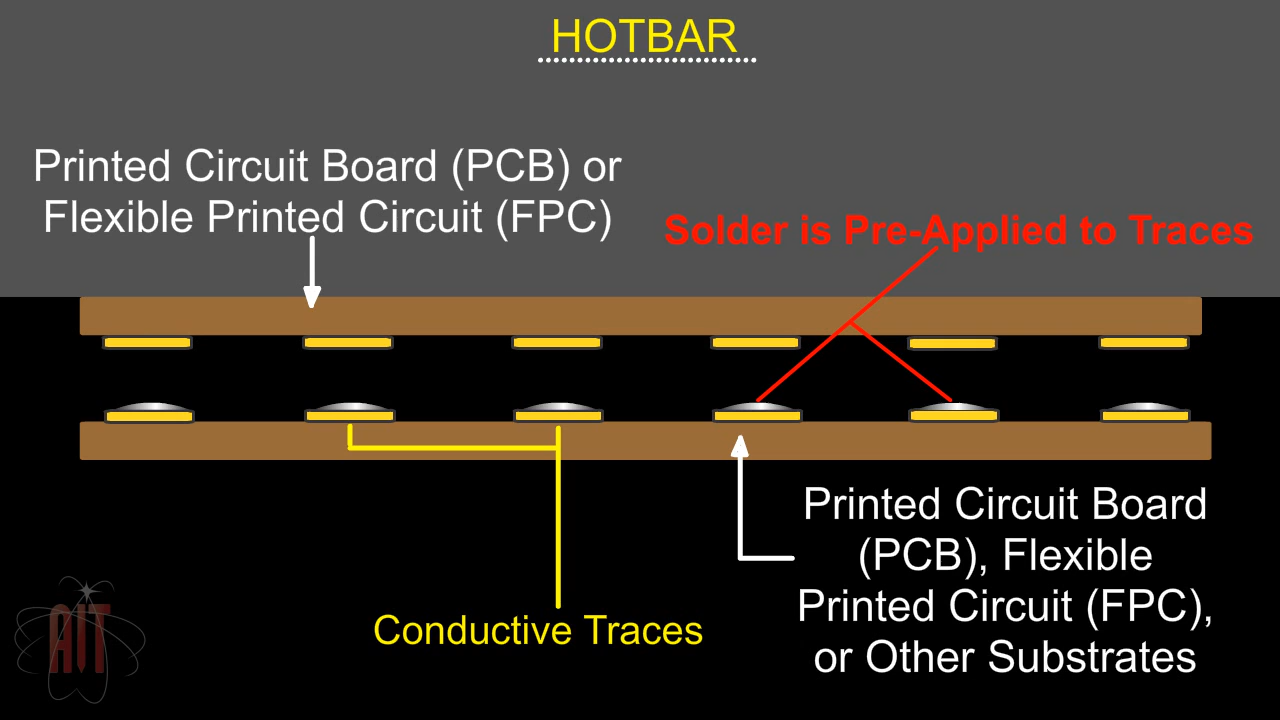 HOTBAR
Printed Circuit Board (PCB) or
Flexible Printed Circuit (FPC)
Solder is Pre-Applied to Traces
Printed Circuit Board
(PCB), Flexible
Printed Circuit (FPC),
or Other Substrates
Conductive Traces
AIT